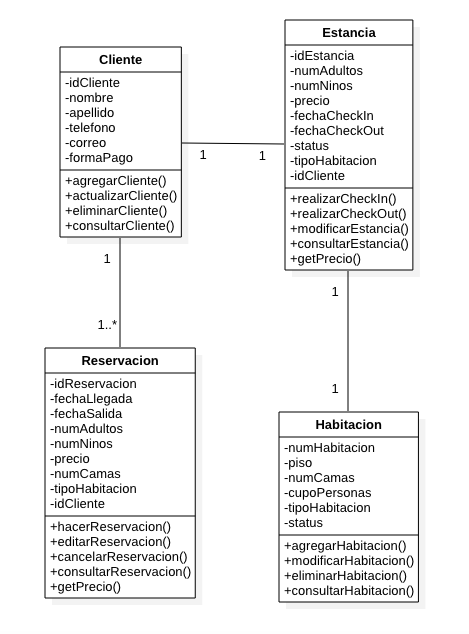 Cliente
-idCliente
-nombre
-apellido
-telefono
-correo
-formaPago
+agregarCliente()
+actualizarCliente()
+eliminarCliente()
+consultarCliente()
1
1
Estancia
-idEstancia
-numAdultos
-numNinos
-precio
-fechaCheckIn
-fechaCheckOut
-status
-tipoHabitacion
-idCliente
+realizarCheckIn()
+realizarCheckOut()
+modificarEstancia()
+consultarEstancia()
+getPrecio()
1
1..*
Reservacion
-idReservacion
-fechaLlegada
-fechaSalida
-numAdultos
-numNinos
-precio
-numCamas
-tipoHabitacion
-idCliente
+hacerReservacion()
+editarReservacion()
+cancelarReservacion()
+consultarReservacion()
+getPrecio()
1
1
Habitacion
-numHabitacion
-piso
-numCamas
-cupoPersonas
-tipoHabitacion
-status
+agregarHabitacion()
+modificarHabitacion()
+eliminarHabitacion()
+consultarHabitacion()